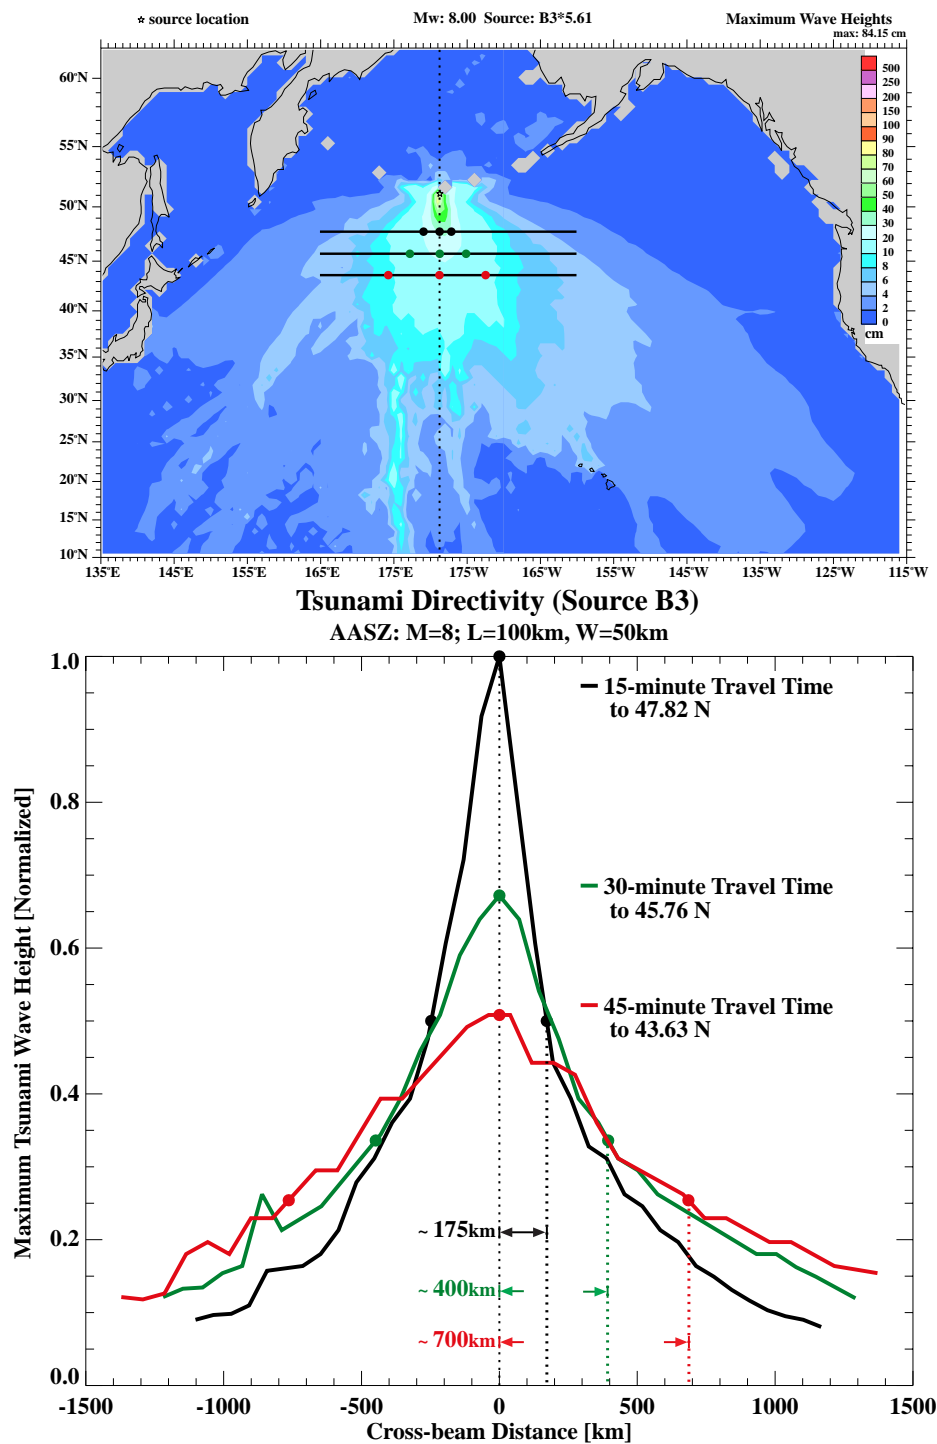 ☆ source location
Mw: 8.00 Source: B3*5.61
Maximum Wave Heights
max: 84.15 cm
60°N
55°N
50°N
45°N
40°N
35°N
30°N
25°N
20°N
15°N
10°N
500
250
200
150
100
90
80
70
60
50
40
30
20
10
8
6
4
2
0
cm
135°E 145°E 155°E 165°E 175°E 175°W 165°W 155°W 145°W 135°W 125°W 115°W
Tsunami Directivity (Source B3)
AASZ: M=8; L=100km, W=50km
Maximum Tsunami Wave Height [Normalized]
1.0
0.8
0.6
0.4
0.2
0.0
15-minute Travel Time
to 47.82 N
30-minute Travel Time
to 45.76 N
45-minute Travel Time
to 43.63 N
~ 175km
~ 400km
~ 700km
-1500 -1000 -500 0 500 1000 1500
Cross-beam Distance [km]